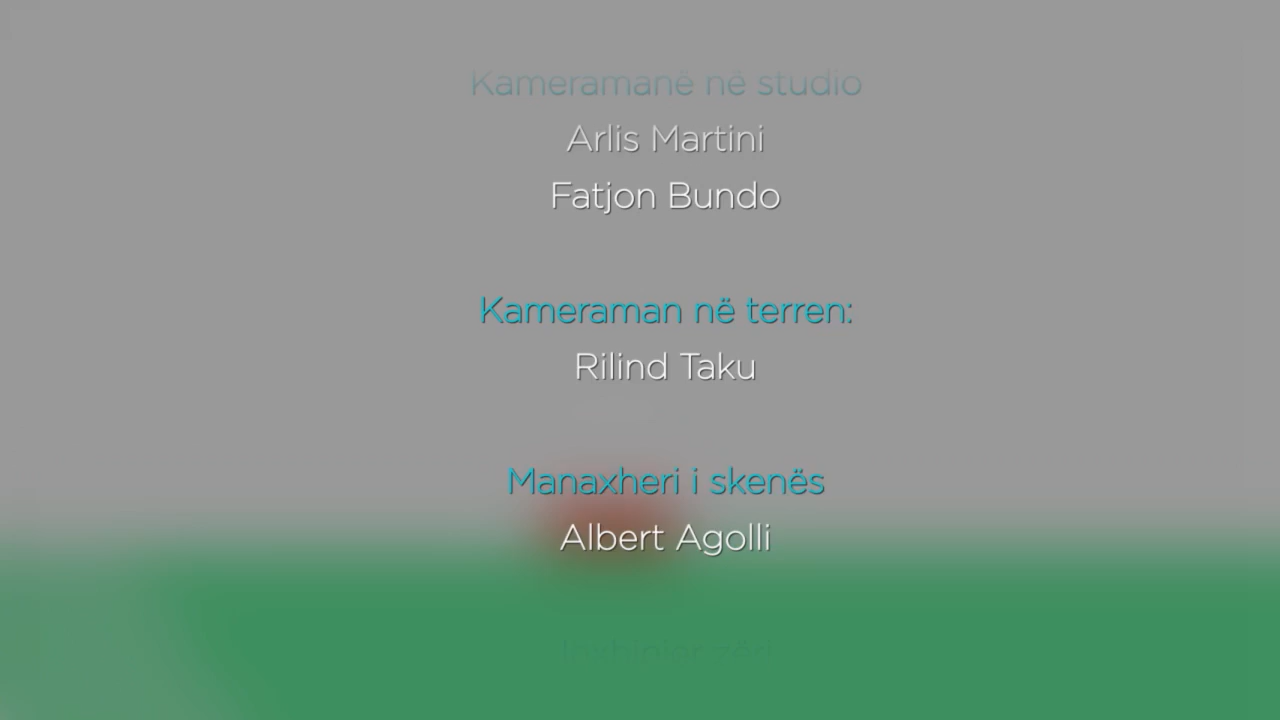 Kameramanë në studio
Arlis Martini
Fatjon Bundo
Kameraman në terren:
Rilind Taku
Manaxheri i skenës
Albert Agolli